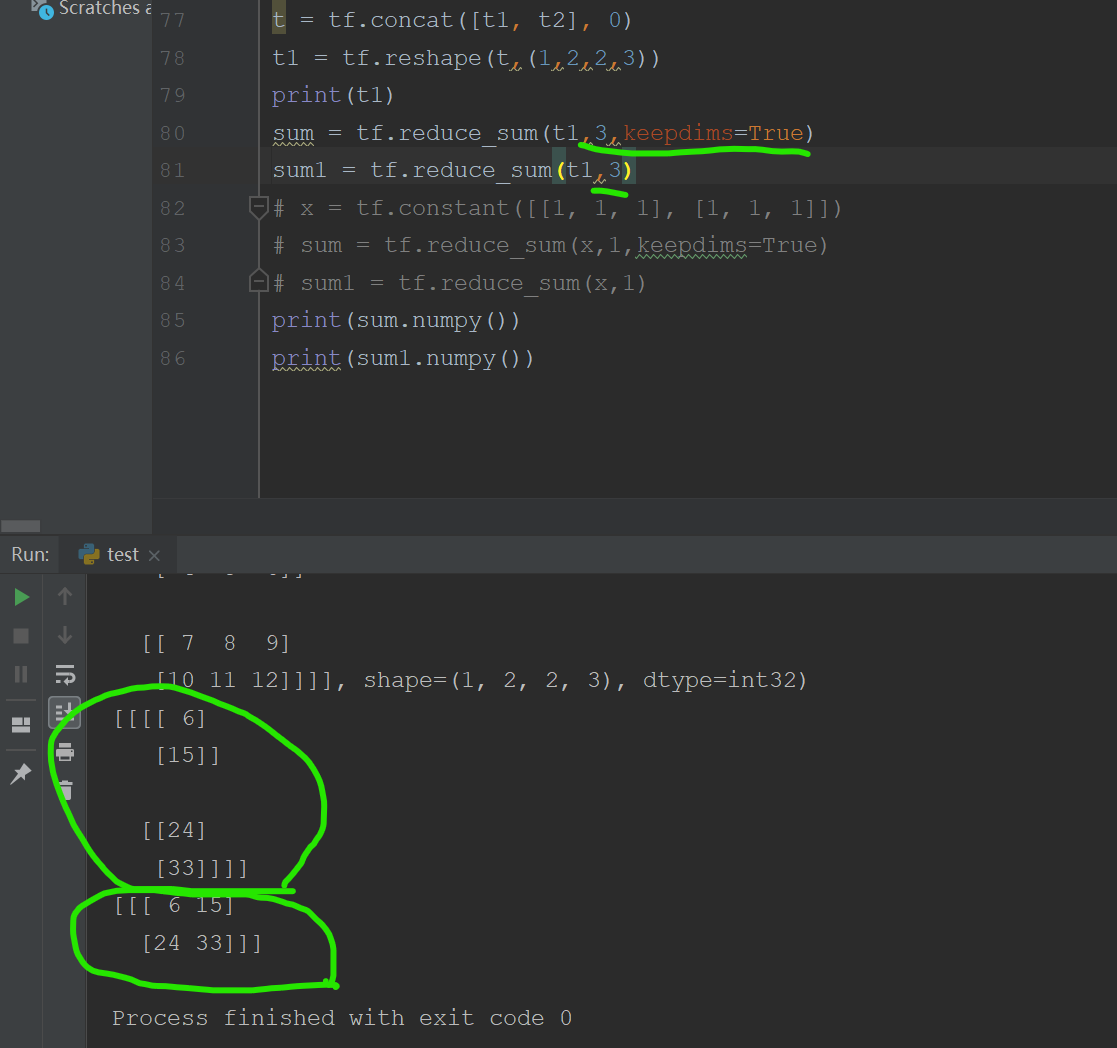 Scratches a
77 t = tf.concat([t1, t2], 0)
78 t1 = tf.reshape(t,(1,2,2,3))
79 print(t1)
80 sum = tf.reduce_sum(t1,3,keepdims=True)
81 sum1 = tf.reduce_sum(t1,3)
82 # x = tf.constant([[1, 1, 1], [1, 1, 1]])
83 # sum = tf.reduce_sum(x,1,keepdims=True)
84 # sum1 = tf.reduce_sum(x,1)
85 print(sum.numpy())
86 print(sum1.numpy())
Run: test
[[ 7 8 9]
[10 11 12]]]], shape=(1, 2, 2, 3), dtype=int32)
[[[[ 6]
[15]]
[[24]
[33]]]]
[[[ 6 15]
[24 33]]]
Process finished with exit code 0